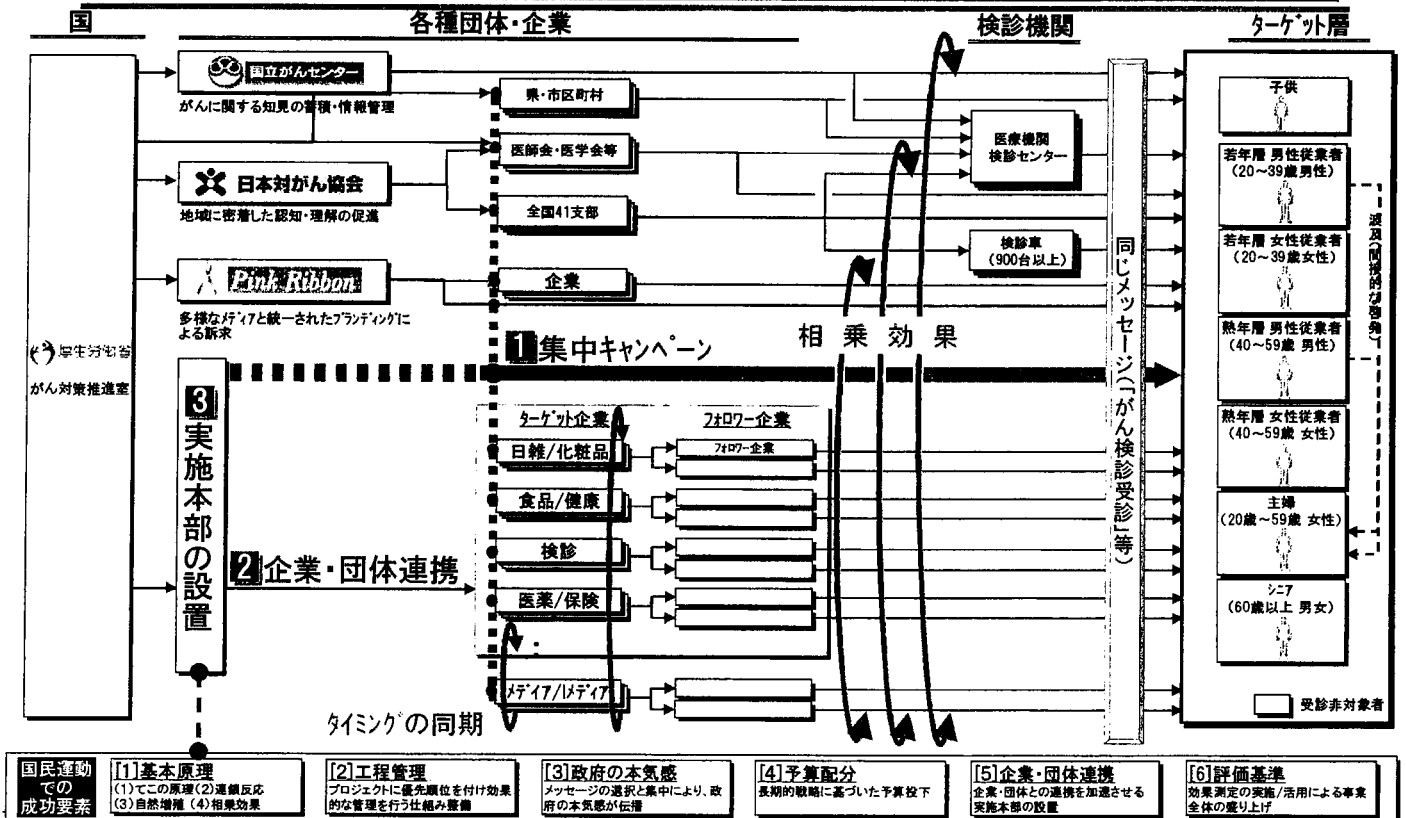 国
各種団体・企業
検診機関
ターゲット層
国立がんセンター
がんに関する知見の蓄積・情報管理
県・市区町村
医師会・医学会等
日本対がん協会
地域に密着した認知・理解の促進
全国41支部
Pink Ribbon
多様なメディアと統一されたブランディングに
よる訴求
企業
医療機関
検診センター
検診車
(900台以上)
厚生労働省
がん対策推進室
1集中キャンペーン
相乗効果
3実施本部の設置
2企業・団体連携
ターゲット企業
フォロワー企業
日雑/化粧品
フォロワー企業
食品/健康
検診
医薬/保険
:
メディア/Iメディア
タイミングの同期
同じメッセージ(「がん検診受診」等)
子供
若年層 男性従業者
(20～39歳男性)
若年層 女性従業者
(20～39歳女性)
熟年層 男性従業者
(40～59歳 男性)
熟年層 女性従業者
(40～59歳 女性)
主婦
(20歳～59歳 女性)
シニア
(60歳以上 男女)
波及(間接的な啓発)
受診非対象者
国民運動
での
成功要素
[1]基本原理
(1)てこの原理(2)連鎖反応
(3)自然増殖 (4)相乗効果
[2]工程管理
プロジェクトに優先順位を付け効果
的な管理を行う仕組み整備
[3]政府の本気感
メッセージの選択と集中により、政
府の本気感が伝播
[4]予算配分
長期的戦略に基づいた予算投下
[5]企業・団体連携
企業・団体との連携を加速させる
実施本部の設置
[6]評価基準
効果測定の実施/活用による事業
全体の盛り上げ